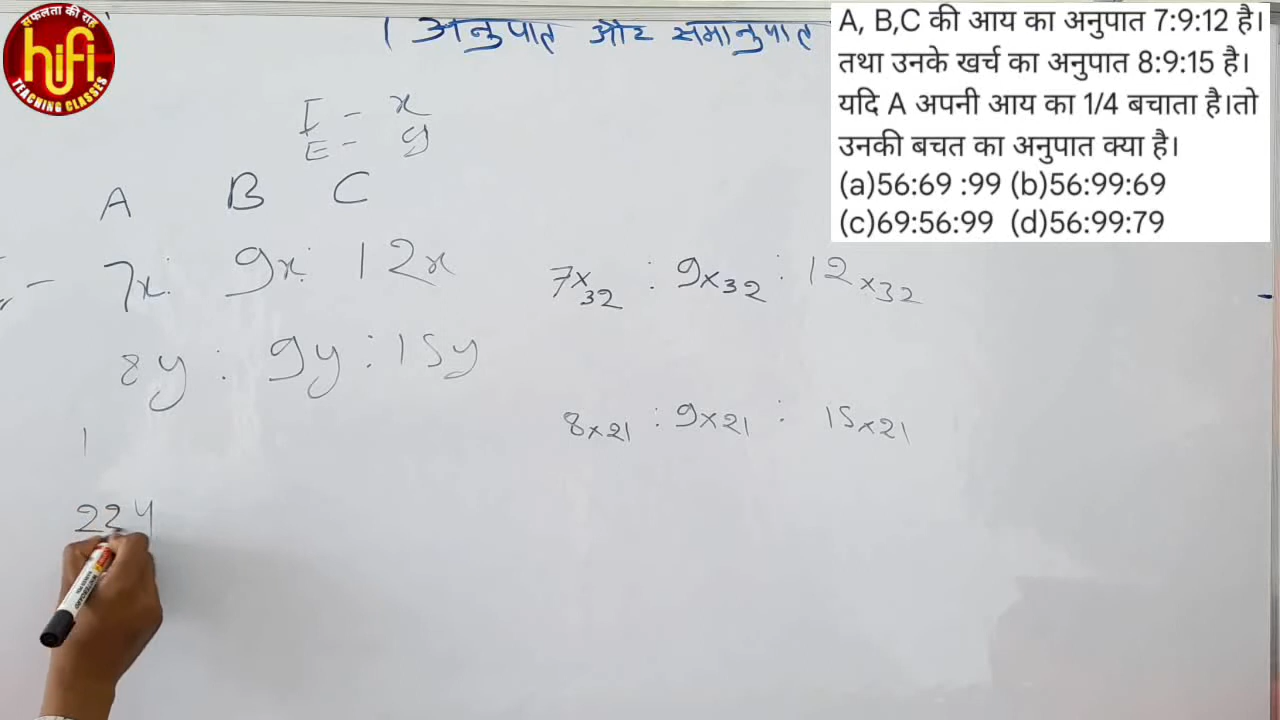 सफलता की राह
hifi
TEACHING CLASSES
अनुपात और समानुपात
A, B,C की आय का अनुपात 7:9:12 है।
तथा उनके खर्च का अनुपात 8:9:15 है।
यदि A अपनी आय का 1/4 बचाता है।तो
उनकी बचत का अनुपात क्या है।
(a)56:69 :99 (b)56:99:69
(c)69:56:99 (d)56:99:79
I - x
E - y
A B C
7x: 9x: 12x
8y : 9y : 15y
1
224
7x32 : 9x32 : 12x32
8x21 : 9x21 : 15x21